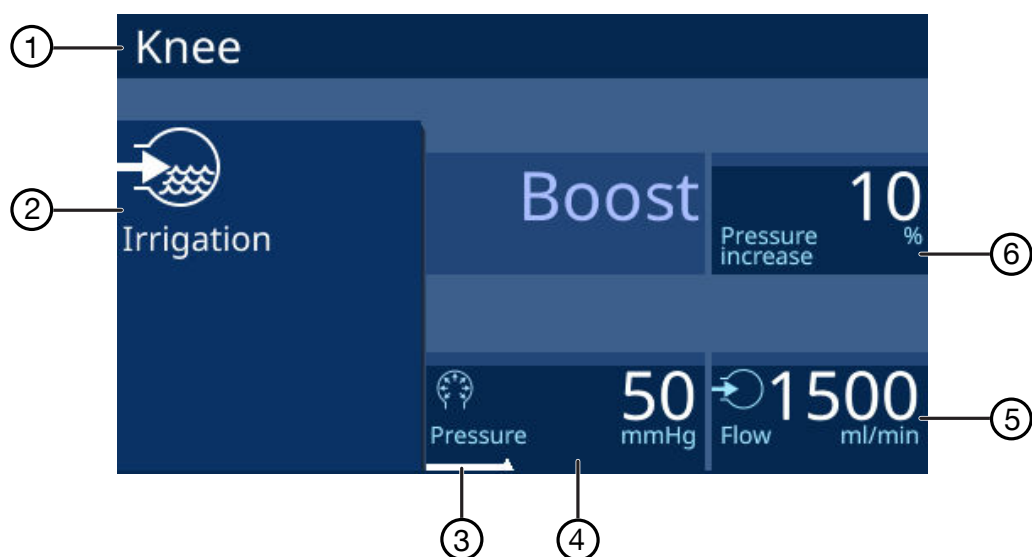 1
Knee
2
Irrigation
Boost
10
%
Pressure
increase
6
50
mmHg
Pressure
1500
ml/min
Flow
5
3
4